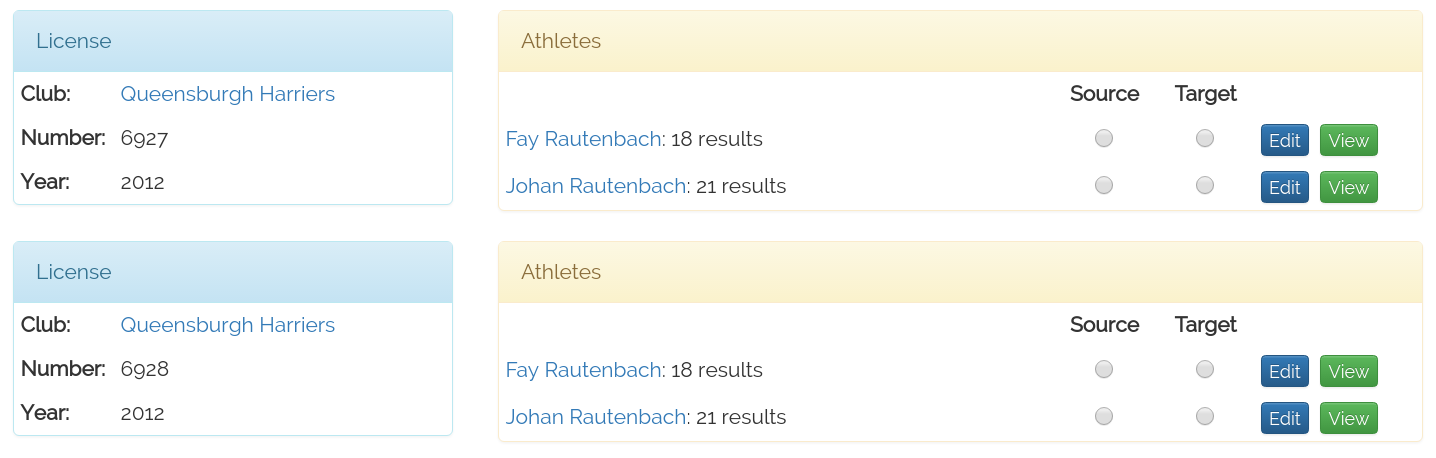 License
Club: Queensburgh Harriers
Number: 6927
Year: 2012
Athletes
Source Target
Fay Rautenbach: 18 results Edit View
Johan Rautenbach: 21 results Edit View
License
Club: Queensburgh Harriers
Number: 6928
Year: 2012
Athletes
Source Target
Fay Rautenbach: 18 results Edit View
Johan Rautenbach: 21 results Edit View